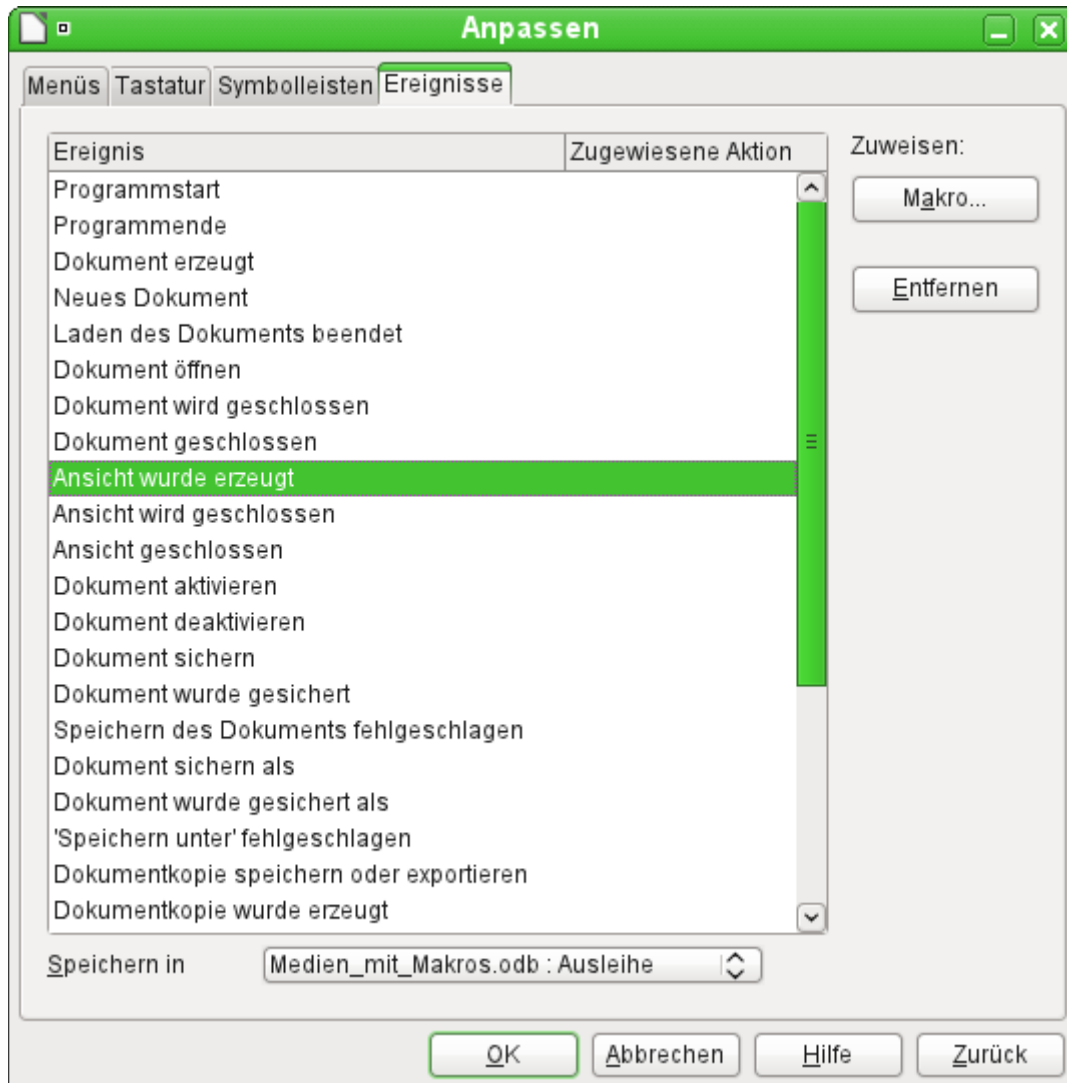 Anpassen
Menüs Tastatur Symbolleisten Ereignisse
Ereignis Zugewiesene Aktion
Zuweisen:
Programmstart
Makro...
Programmende
Dokument erzeugt
Entfernen
Neues Dokument
Laden des Dokuments beendet
Dokument öffnen
Dokument wird geschlossen
Dokument geschlossen
Ansicht wurde erzeugt
Ansicht wird geschlossen
Ansicht geschlossen
Dokument aktivieren
Dokument deaktivieren
Dokument sichern
Dokument wurde gesichert
Speichern des Dokuments fehlgeschlagen
Dokument sichern als
Dokument wurde gesichert als
'Speichern unter' fehlgeschlagen
Dokumentkopie speichern oder exportieren
Dokumentkopie wurde erzeugt
Speichern in Medien_mit_Makros.odb : Ausleihe
OK Abbrechen Hilfe Zurück